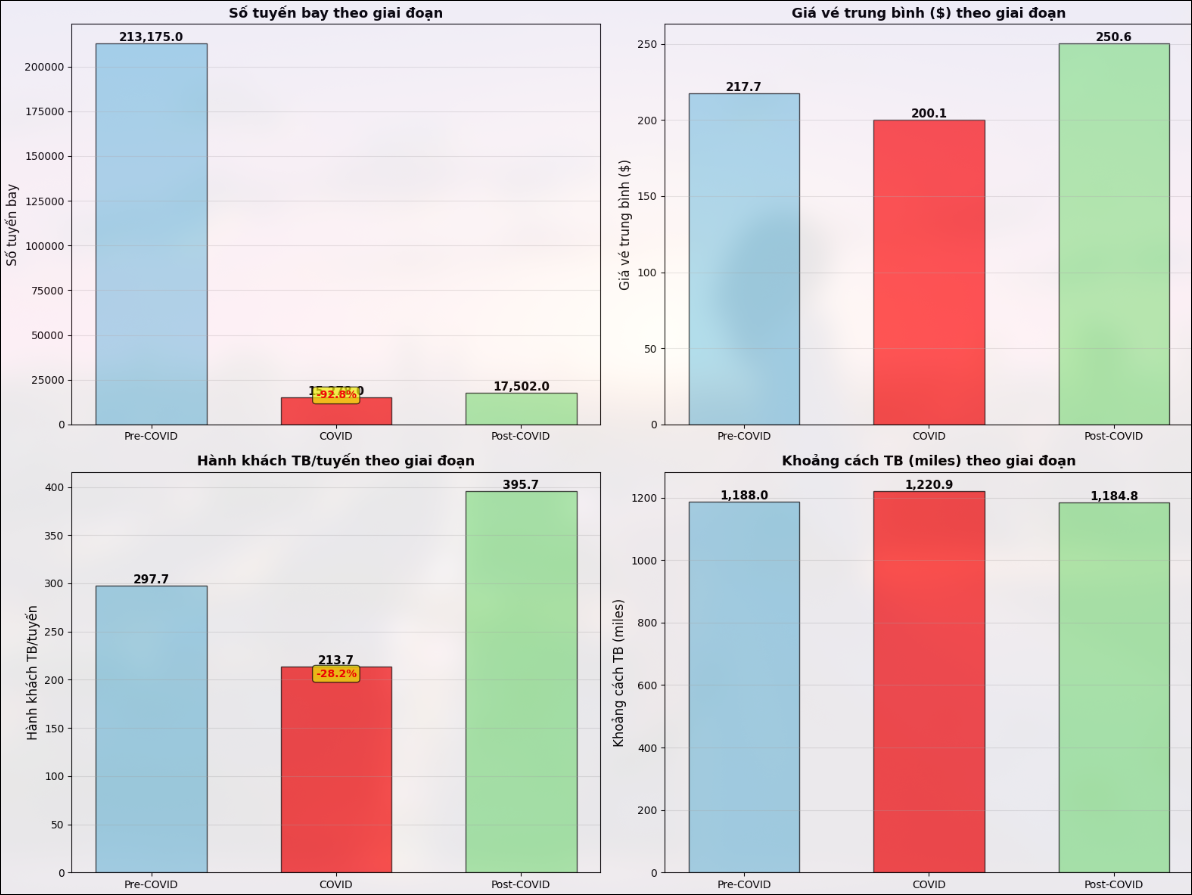 Số tuyến bay theo giai đoạn
213,175.0
-92.8%
17,502.0
200000
175000
150000
125000
100000
75000
50000
25000
0
Số tuyến bay
Pre-COVID
COVID
Post-COVID
Giá vé trung bình ($) theo giai đoạn
217.7
200.1
250.6
250
200
150
100
50
0
Giá vé trung bình ($)
Pre-COVID
COVID
Post-COVID
Hành khách TB/tuyến theo giai đoạn
297.7
213.7
-28.2%
395.7
400
350
300
250
200
150
100
50
0
Hành khách TB/tuyến
Pre-COVID
COVID
Post-COVID
Khoảng cách TB (miles) theo giai đoạn
1,188.0
1,220.9
1,184.8
1200
1000
800
600
400
200
0
Khoảng cách TB (miles)
Pre-COVID
COVID
Post-COVID